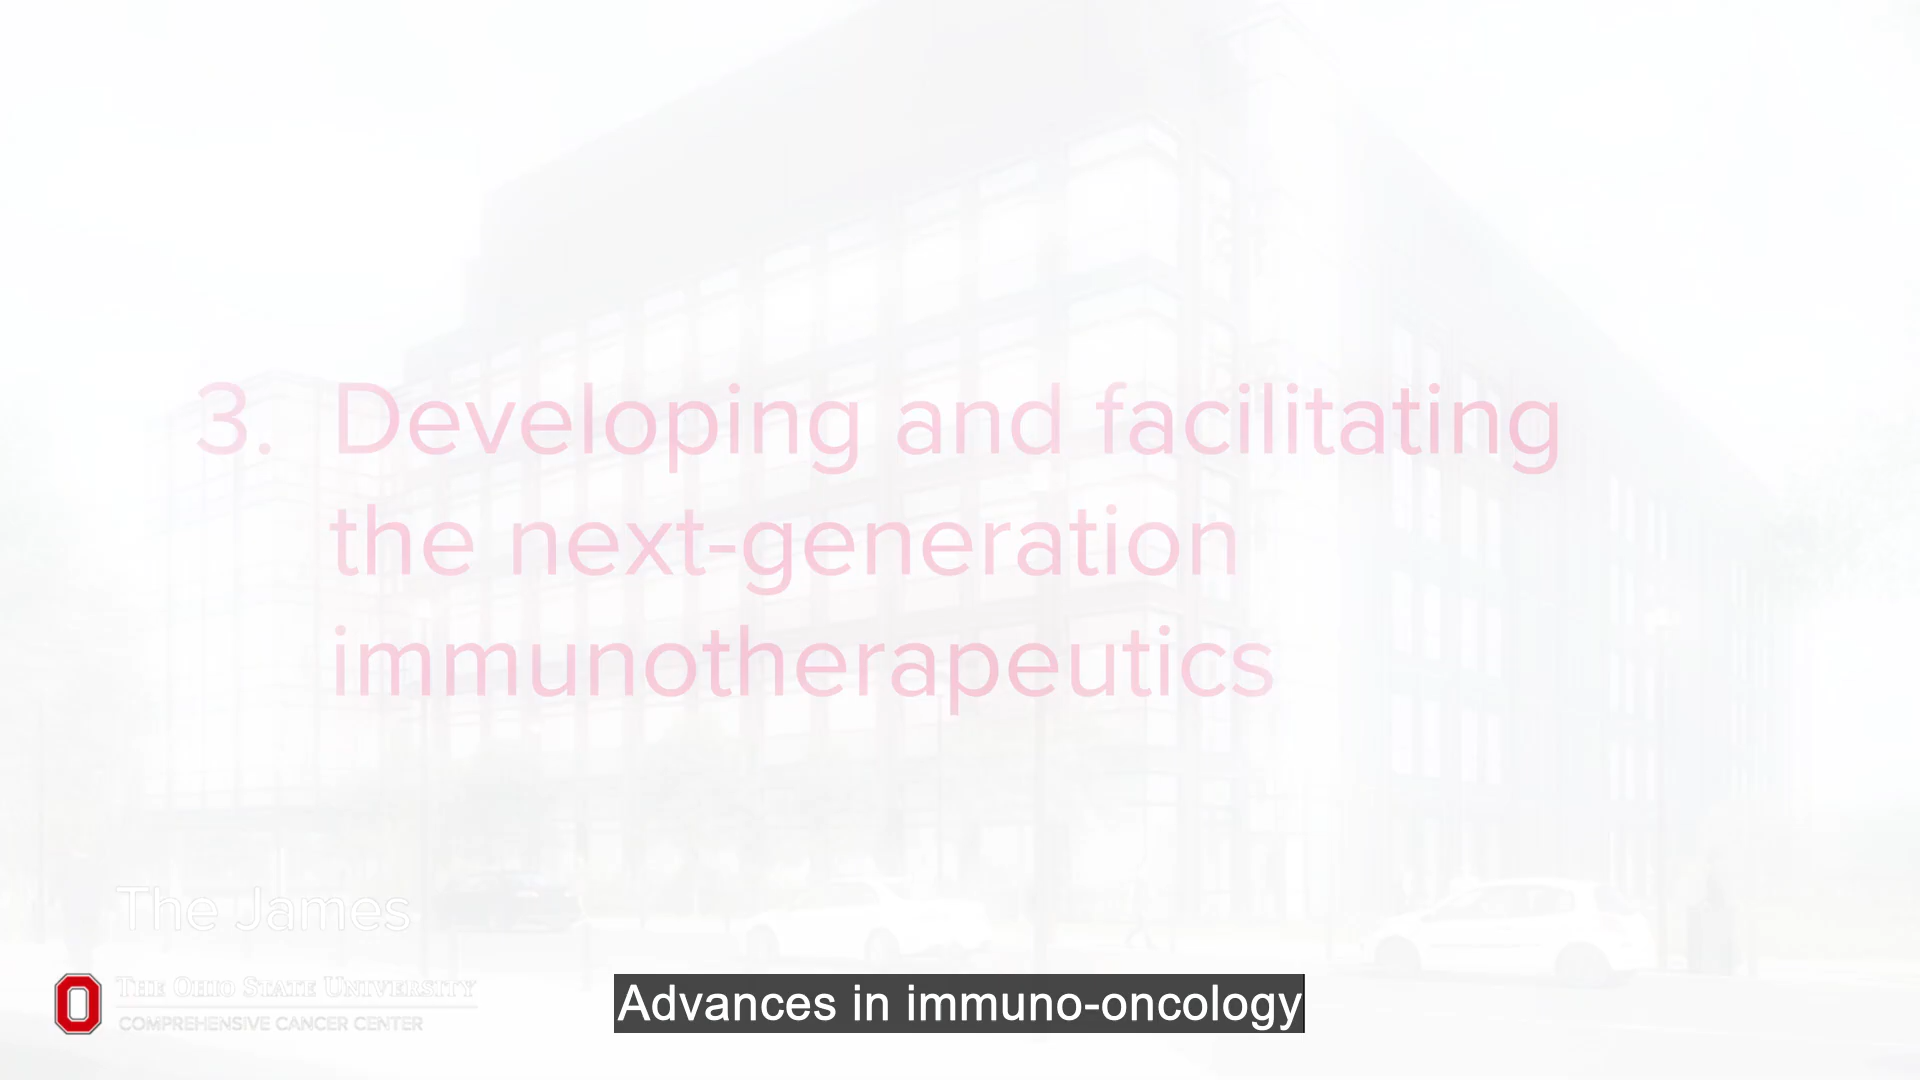 3. Developing and facilitating
the next-generation
immunotherapeutics
The James
THE OHIO STATE UNIVERSITY
COMPREHENSIVE CANCER CENTER
Advances in immuno-oncology